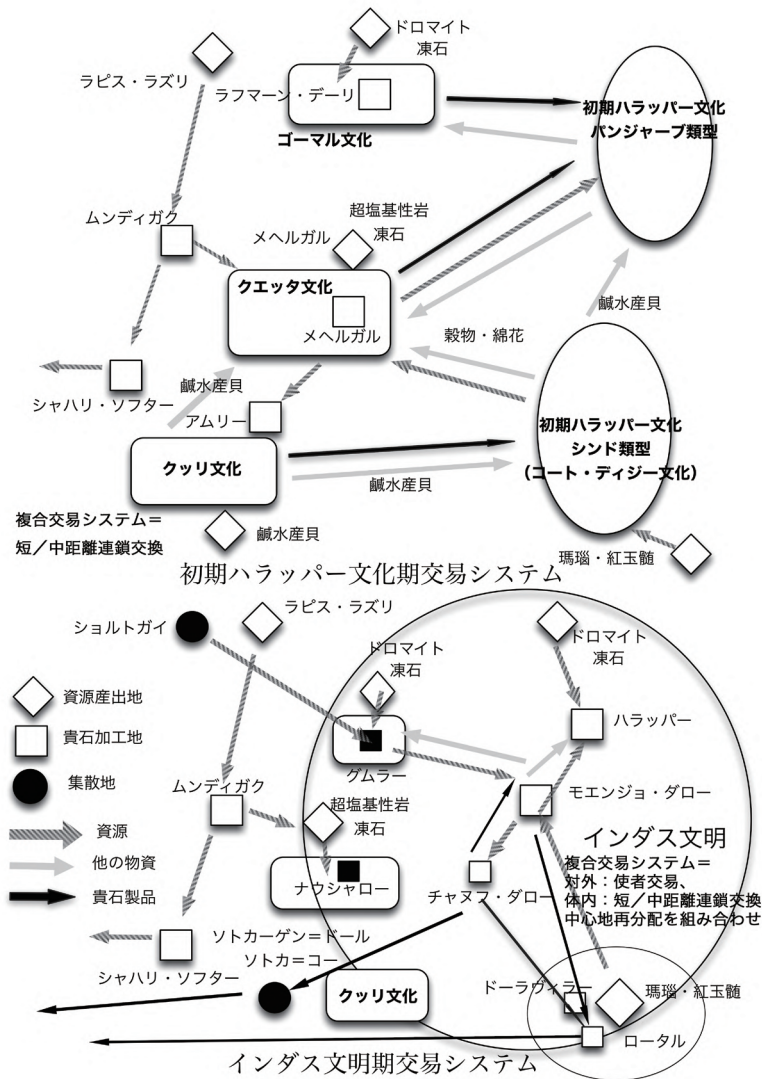 ドロマイト
凍石
ラピス・ラズリ
ラフマーン・デーリ
ゴーマル文化
初期ハラッパー文化
パンジャーブ類型
ムンディガク
超塩基性岩
凍石
メヘルガル
クエッタ文化
メヘルガル
鹹水産貝
穀物・綿花
鹹水産貝
シャハリ・ソフター
アムリー
初期ハラッパー文化
シンド類型
（コート・ディジー文化）
クッリ文化
鹹水産貝
複合交易システム＝
短／中距離連鎖交換
鹹水産貝
瑪瑙・紅玉髄
初期ハラッパー文化期交易システム
ショルトガイ
ラピス・ラズリ
ドロマイト
凍石
ドロマイト
凍石
資源産出地
貴石加工地
集散地
資源
他の物資
貴石製品
ハラッパー
グムラー
ムンディガク
超塩基性岩
凍石
モエンジョ・ダロー
インダス文明
複合交易システム＝
対外：使者交易、
体内：短／中距離連鎖交換
中心地再分配を組み合わせ
ナウシャロー
チャヌフ・ダロー
ソトカーゲン＝ドール
ソトカ＝コー
シャハリ・ソフター
クッリ文化
ドーラヴィラー
瑪瑙・紅玉髄
ロータル
インダス文明期交易システム